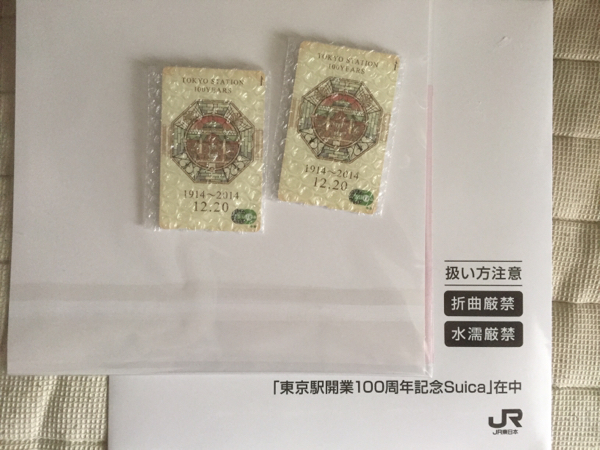 TOKYO STATION
100YEARS
1914～2014
12.20
TOKYO STATION
100YEARS
1914～2014
12.20
扱い方注意
折曲厳禁
水濡厳禁
「東京駅開業100周年記念Suica」在中
JR
JR東日本